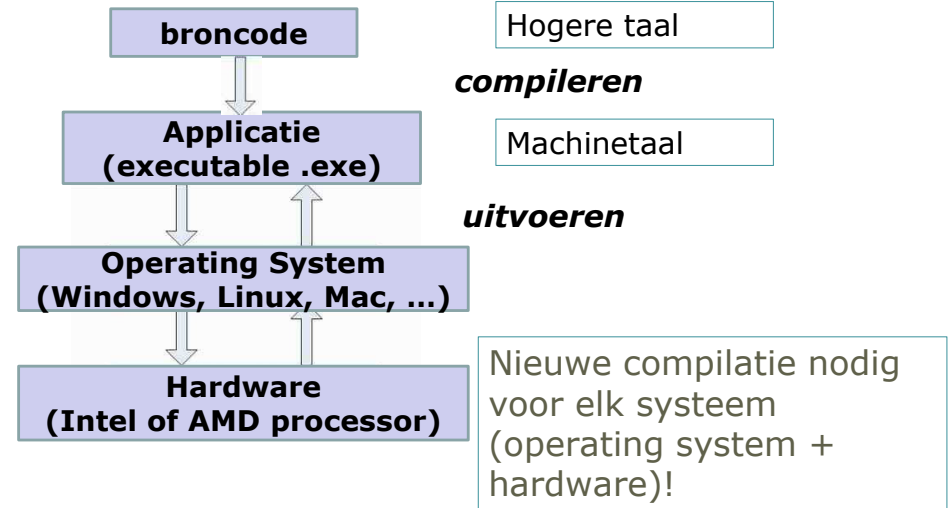 broncode
Hogere taal
compileren
Applicatie
(executable .exe)
Machinetaal
uitvoeren
Operating System
(Windows, Linux, Mac, ...)
Hardware
(Intel of AMD processor)
Nieuwe compilatie nodig
voor elk systeem
(operating system +
hardware)!